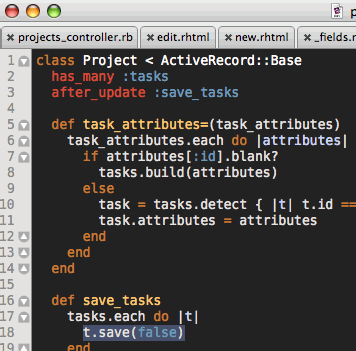 projects_controller.rb edit.rhtml new.rhtml
1 class Project < ActiveRecord::Base
2 has_many :tasks
3 after_update :save_tasks
4
5 def task_attributes=(task_attributes)
6 task_attributes.each do |attributes|
7 if attributes[:id].blank?
8 tasks.build(attributes)
9 else
10 task = tasks.detect { |t| t.id ==
11 task.attributes = attributes
12 end
13 end
14 end
15
16 def save_tasks
17 tasks.each do |t|
18 t.save(false)
19 end